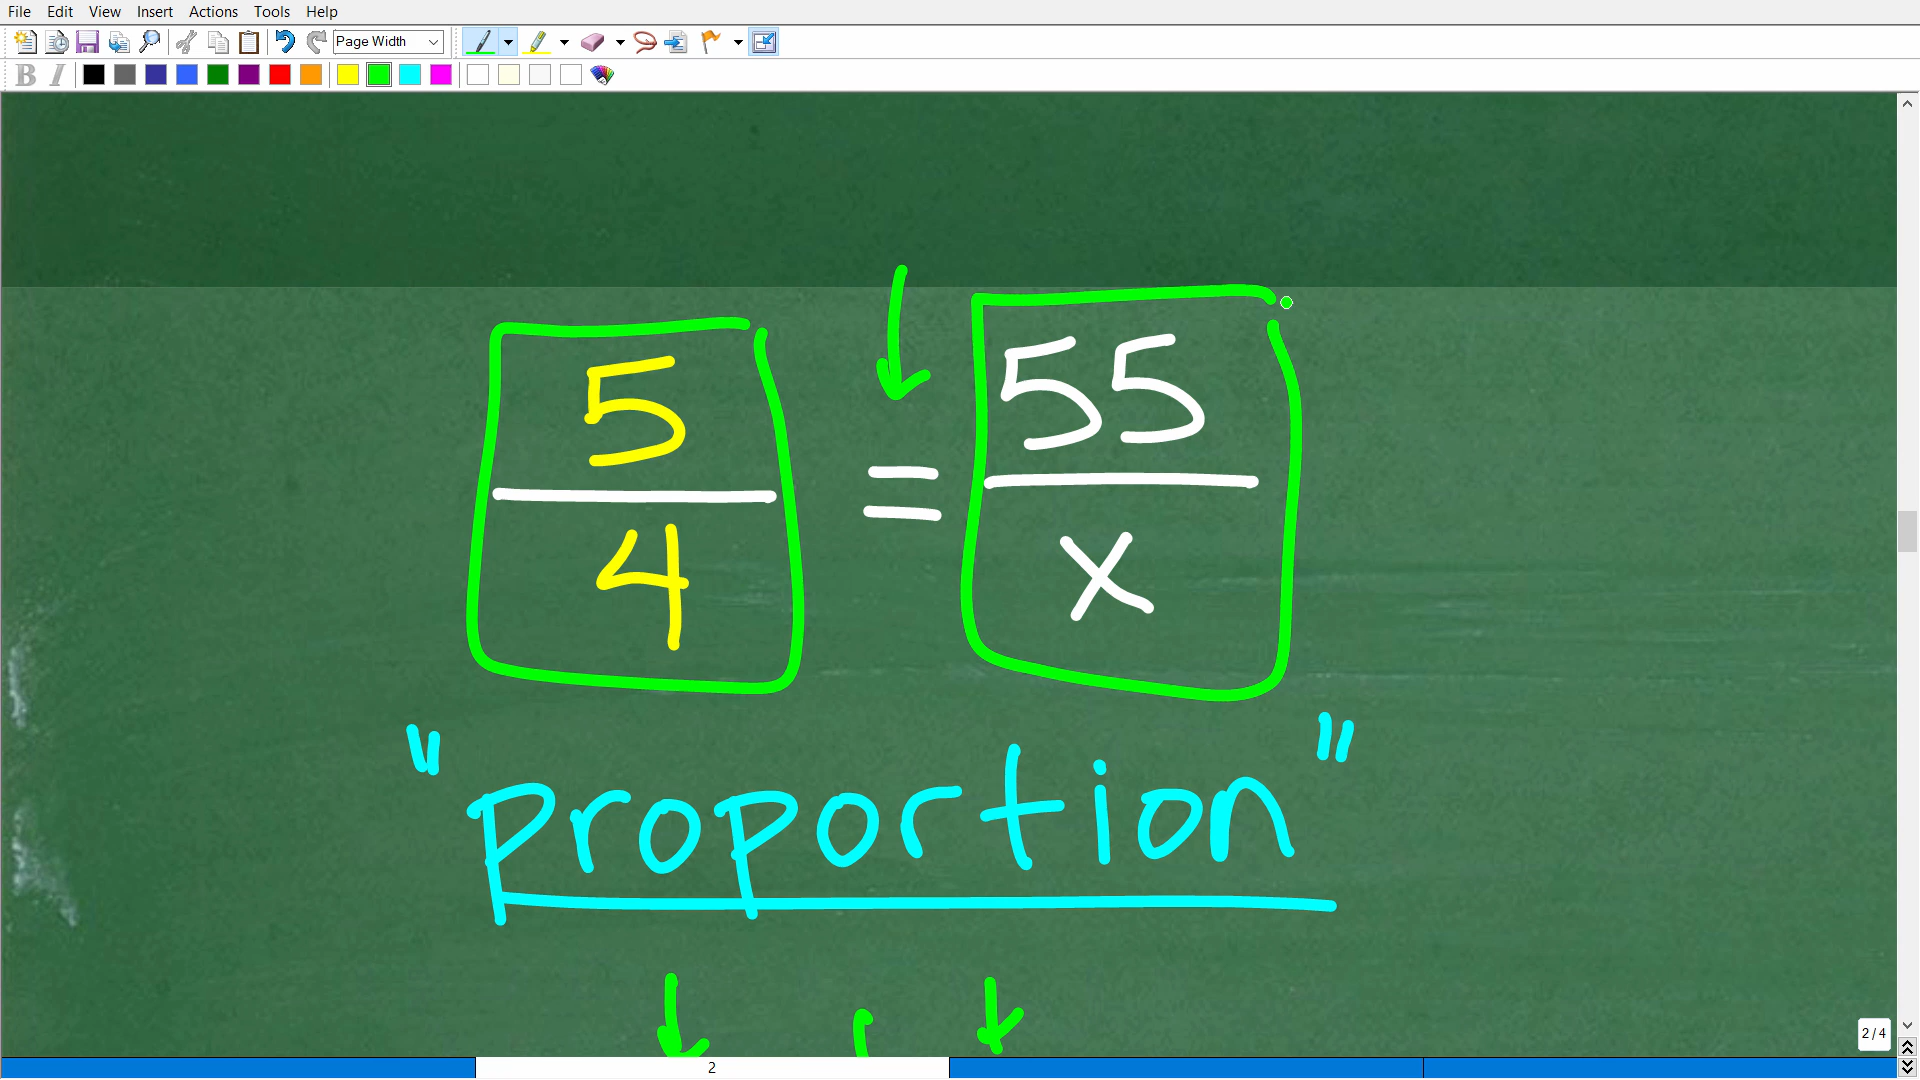 File Edit View Insert Actions Tools Help
Page Width
B I
5/4 = 55/x
"proportion"
2 / 4
2